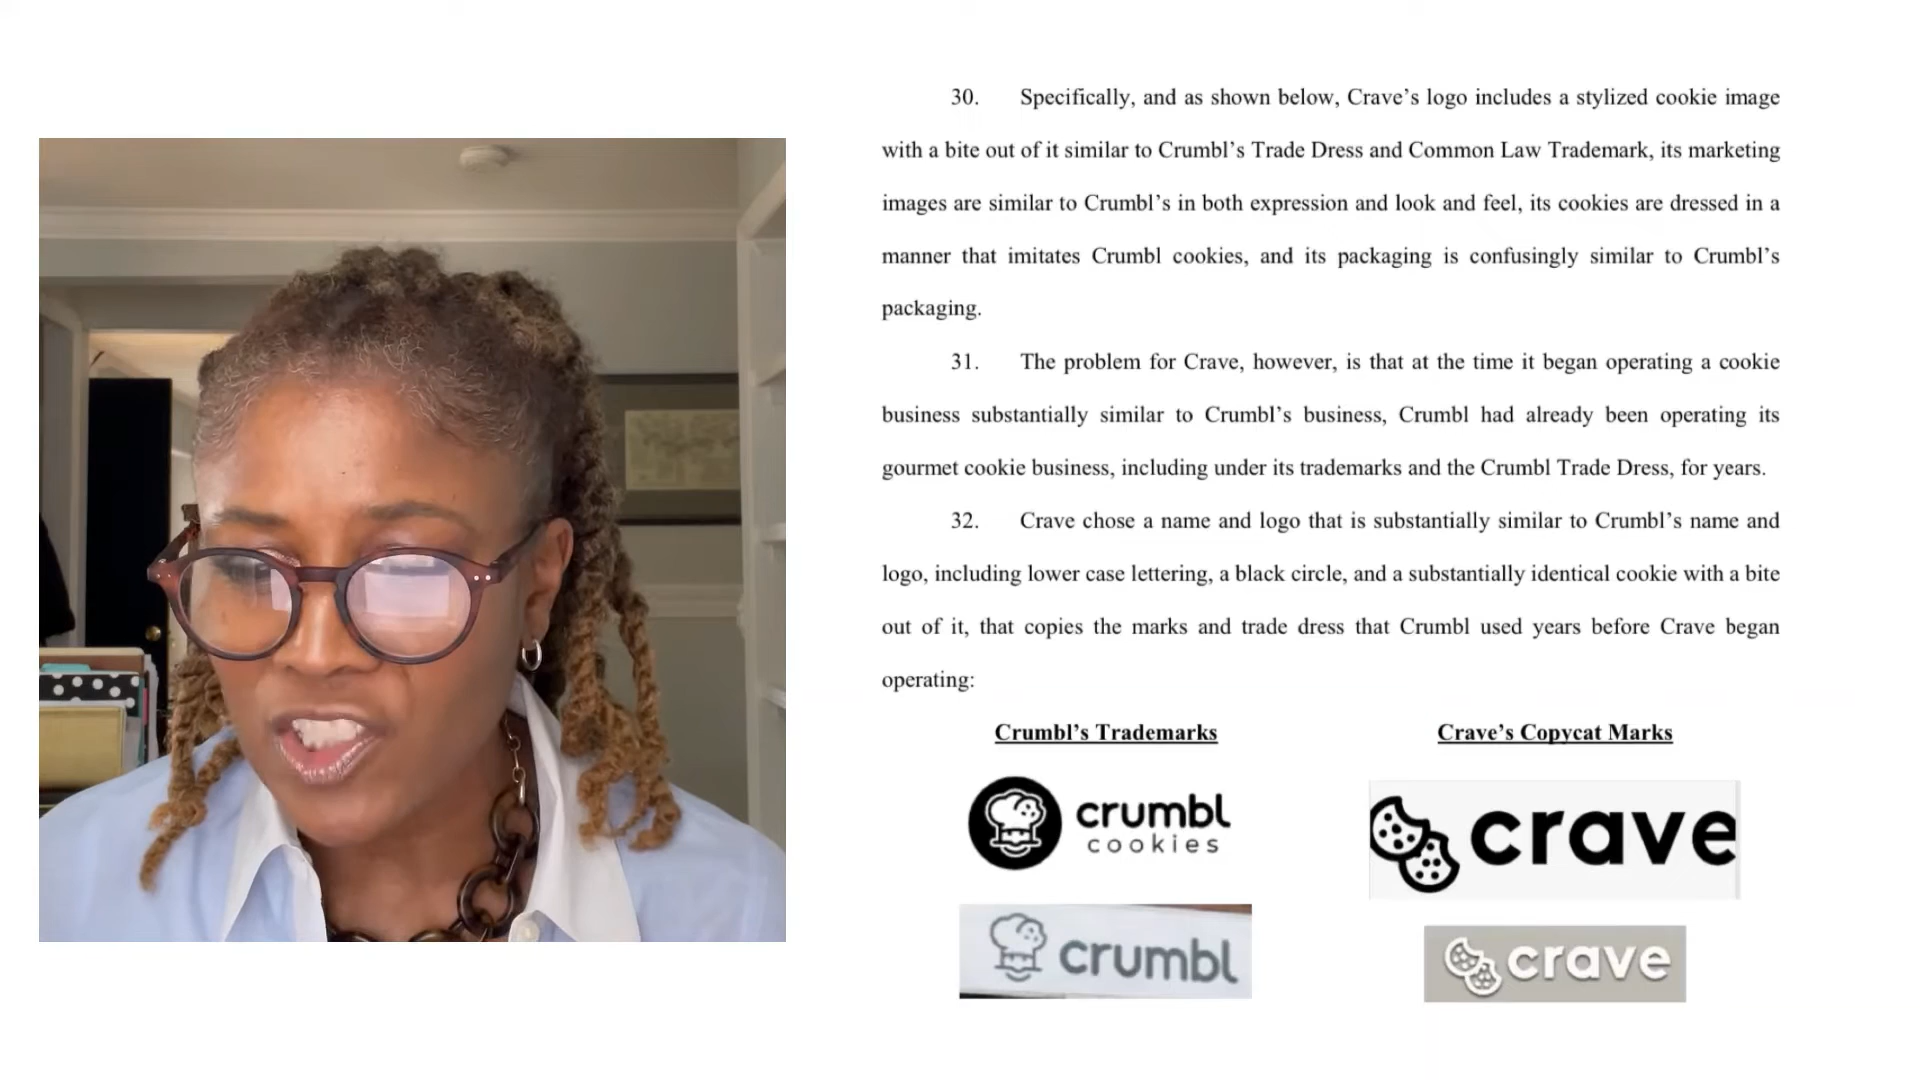 30. Specifically, and as shown below, Crave’s logo includes a stylized cookie image
with a bite out of it similar to Crumbl’s Trade Dress and Common Law Trademark, its marketing
images are similar to Crumbl’s in both expression and look and feel, its cookies are dressed in a
manner that imitates Crumbl cookies, and its packaging is confusingly similar to Crumbl’s
packaging.
31. The problem for Crave, however, is that at the time it began operating a cookie
business substantially similar to Crumbl’s business, Crumbl had already been operating its
gourmet cookie business, including under its trademarks and the Crumbl Trade Dress, for years.
32. Crave chose a name and logo that is substantially similar to Crumbl’s name and
logo, including lower case lettering, a black circle, and a substantially identical cookie with a bite
out of it, that copies the marks and trade dress that Crumbl used years before Crave began
operating:
Crumbl’s Trademarks
Crave’s Copycat Marks
crumbl
cookies
crave
crumbl
crave